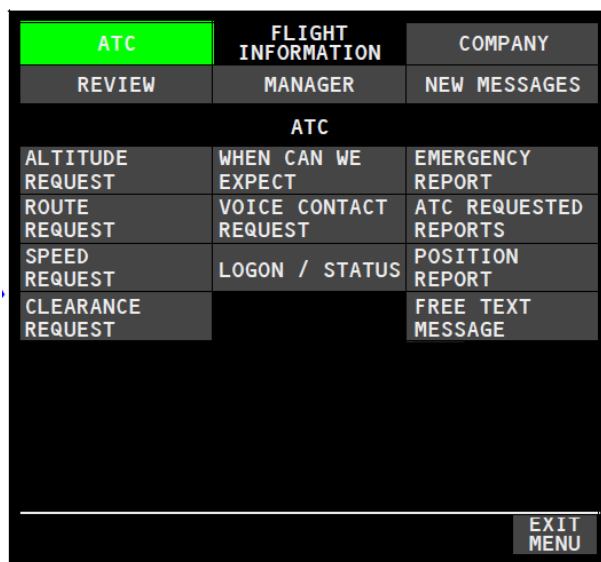 ATC
FLIGHT
INFORMATION
COMPANY
REVIEW
MANAGER
NEW MESSAGES
ATC
ALTITUDE
REQUEST
WHEN CAN WE
EXPECT
EMERGENCY
REPORT
ROUTE
REQUEST
VOICE CONTACT
REQUEST
ATC REQUESTED
REPORTS
SPEED
REQUEST
LOGON / STATUS
POSITION
REPORT
CLEARANCE
REQUEST
FREE TEXT
MESSAGE
EXIT
MENU